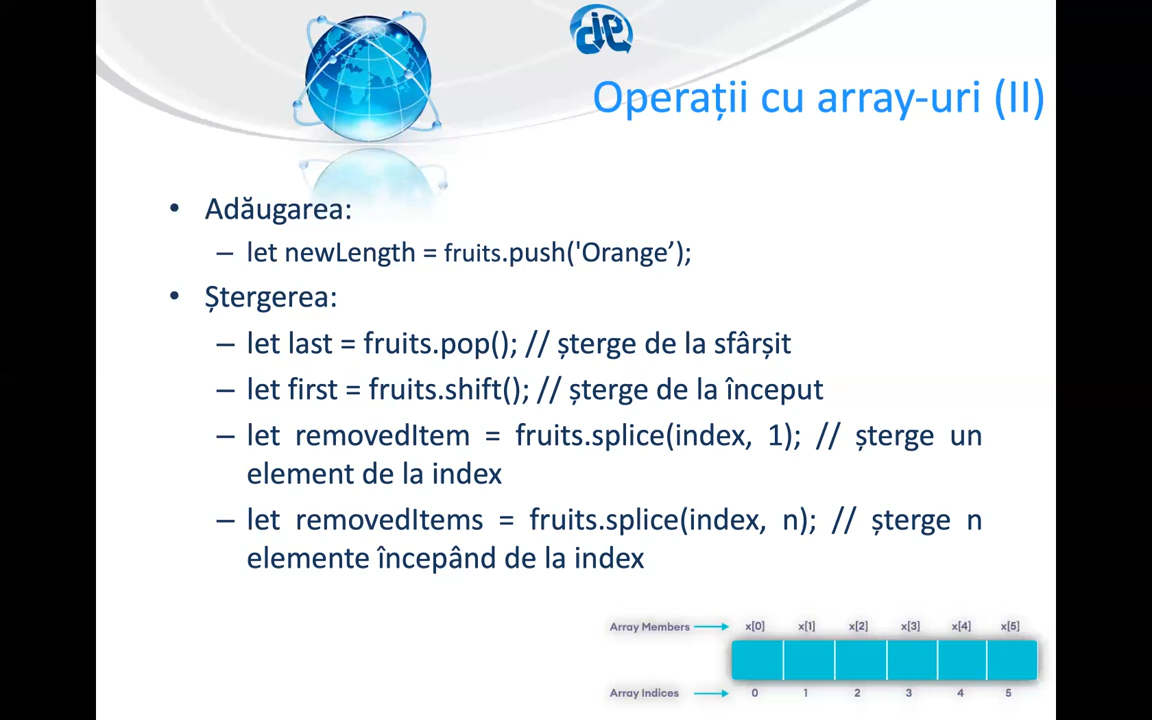 Operații cu array-uri (II)
• Adăugarea:
– let newLength = fruits.push('Orange’);
• Ștergerea:
– let last = fruits.pop(); // șterge de la sfârșit
– let first = fruits.shift(); // șterge de la început
– let removedItem = fruits.splice(index, 1); // șterge un
element de la index
– let removedItems = fruits.splice(index, n); // șterge n
elemente începând de la index
Array Members x[0] x[1] x[2] x[3] x[4] x[5]
Array Indices 0 1 2 3 4 5